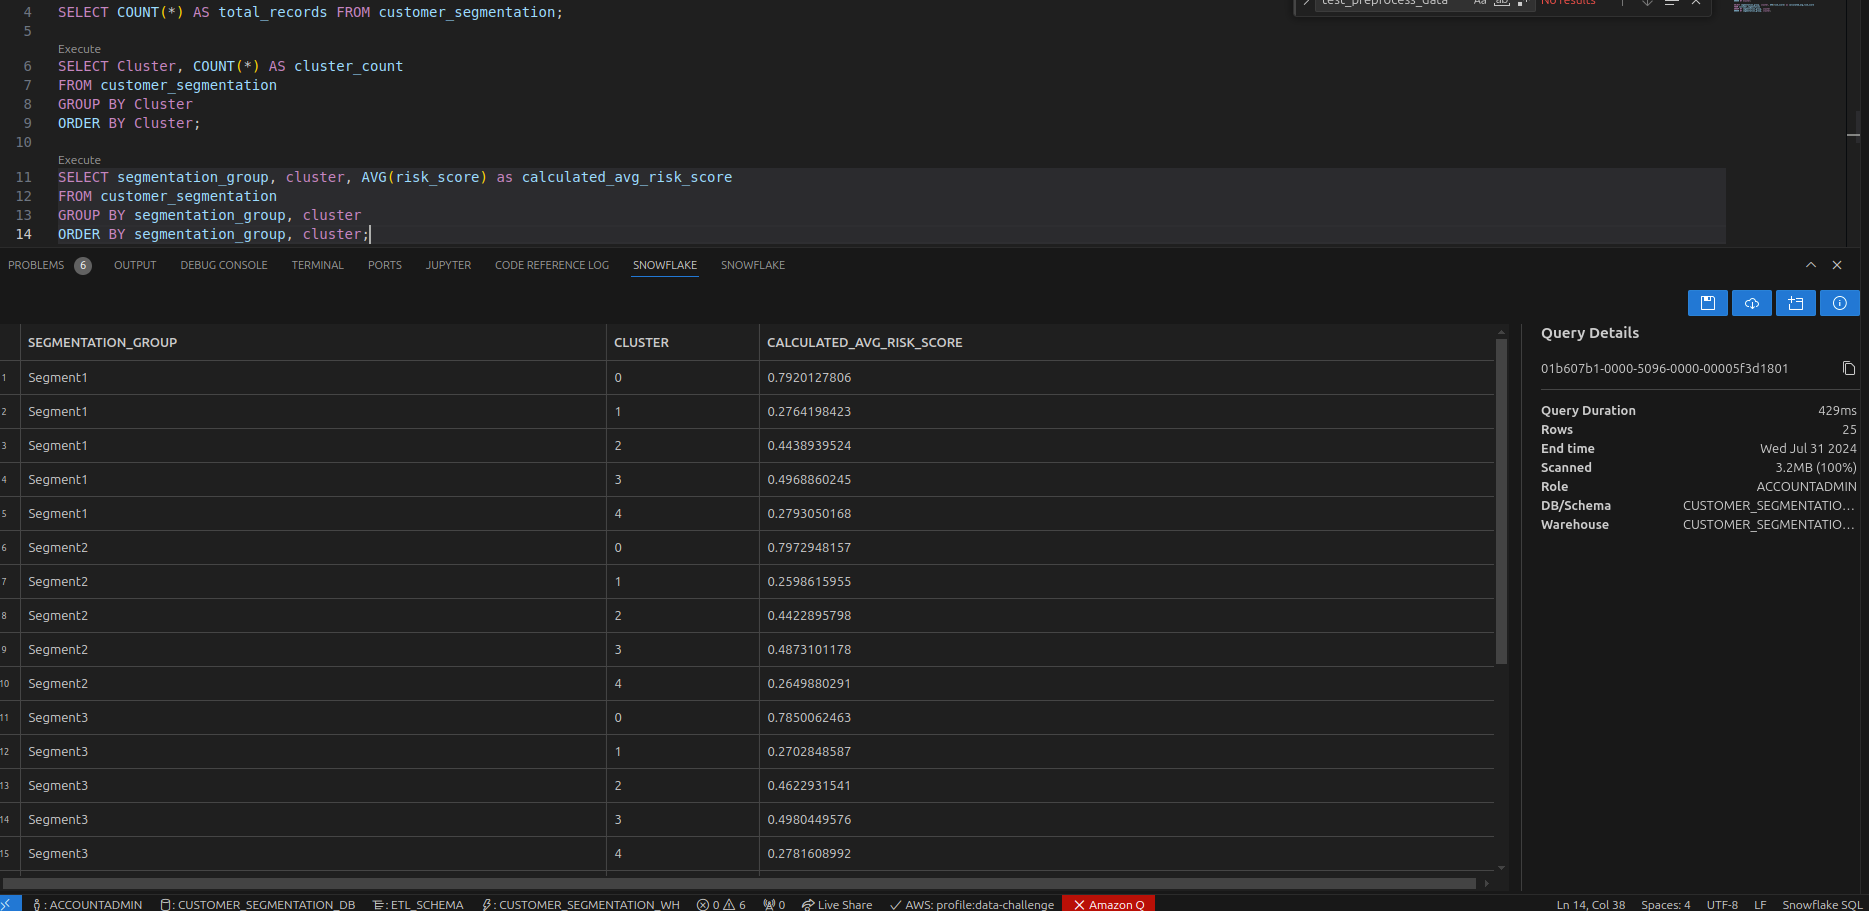 test_preprocess_data Aa ab .* No results
4 SELECT COUNT(*) AS total_records FROM customer_segmentation;
5
Execute
6 SELECT Cluster, COUNT(*) AS cluster_count
7 FROM customer_segmentation
8 GROUP BY Cluster
9 ORDER BY Cluster;
10
Execute
11 SELECT segmentation_group, cluster, AVG(risk_score) as calculated_avg_risk_score
12 FROM customer_segmentation
13 GROUP BY segmentation_group, cluster
14 ORDER BY segmentation_group, cluster;
PROBLEMS 6 OUTPUT DEBUG CONSOLE TERMINAL PORTS JUPYTER CODE REFERENCE LOG SNOWFLAKE SNOWFLAKE
SEGMENTATION_GROUP CLUSTER CALCULATED_AVG_RISK_SCORE
1 Segment1 0 0.7920127806
2 Segment1 1 0.2764198423
3 Segment1 2 0.4438939524
4 Segment1 3 0.4968860245
5 Segment1 4 0.2793050168
6 Segment2 0 0.7972948157
7 Segment2 1 0.2598615955
8 Segment2 2 0.4422895798
9 Segment2 3 0.4873101178
10 Segment2 4 0.2649880291
11 Segment3 0 0.7850062463
12 Segment3 1 0.2702848587
13 Segment3 2 0.4622931541
14 Segment3 3 0.4980449576
15 Segment3 4 0.2781608992
Query Details
01b607b1-0000-5096-0000-00005f3d1801
Query Duration 429ms
Rows 25
End time Wed Jul 31 2024
Scanned 3.2MB (100%)
Role ACCOUNTADMIN
DB/Schema CUSTOMER_SEGMENTATIO...
Warehouse CUSTOMER_SEGMENTATIO...
: ACCOUNTADMIN : CUSTOMER_SEGMENTATION_DB : ETL_SCHEMA : CUSTOMER_SEGMENTATION_WH 0 6 0 Live Share AWS: profile:data-challenge Amazon Q Ln 14, Col 38 Spaces: 4 UTF-8 LF Snowflake SQL